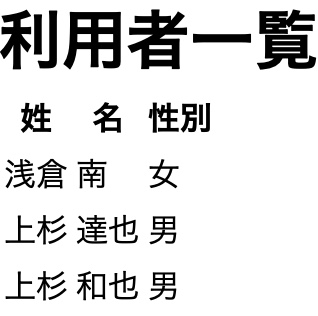 利用者一覧
姓 名 性別
浅倉 南 女
上杉 達也 男
上杉 和也 男